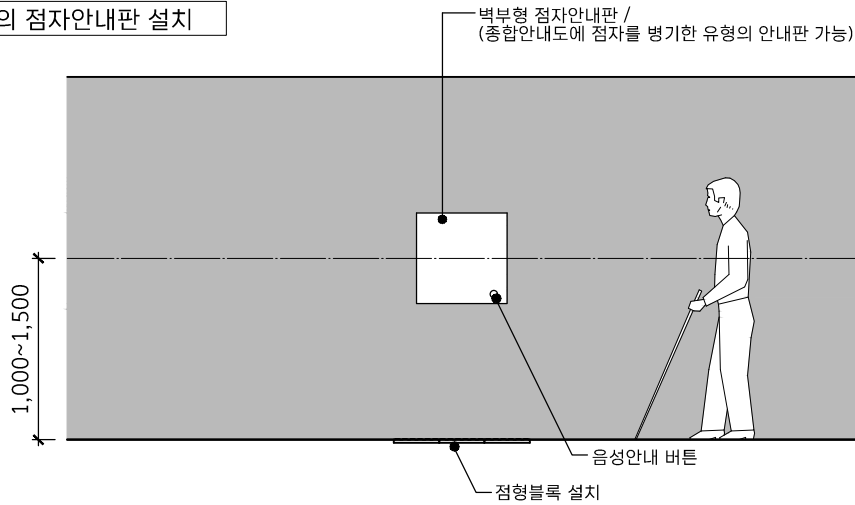 의 점자안내판 설치
벽부형 점자안내판 /
(종합안내도에 점자를 병기한 유형의 안내판 가능)
1,000~1,500
음성안내 버튼
점형블록 설치